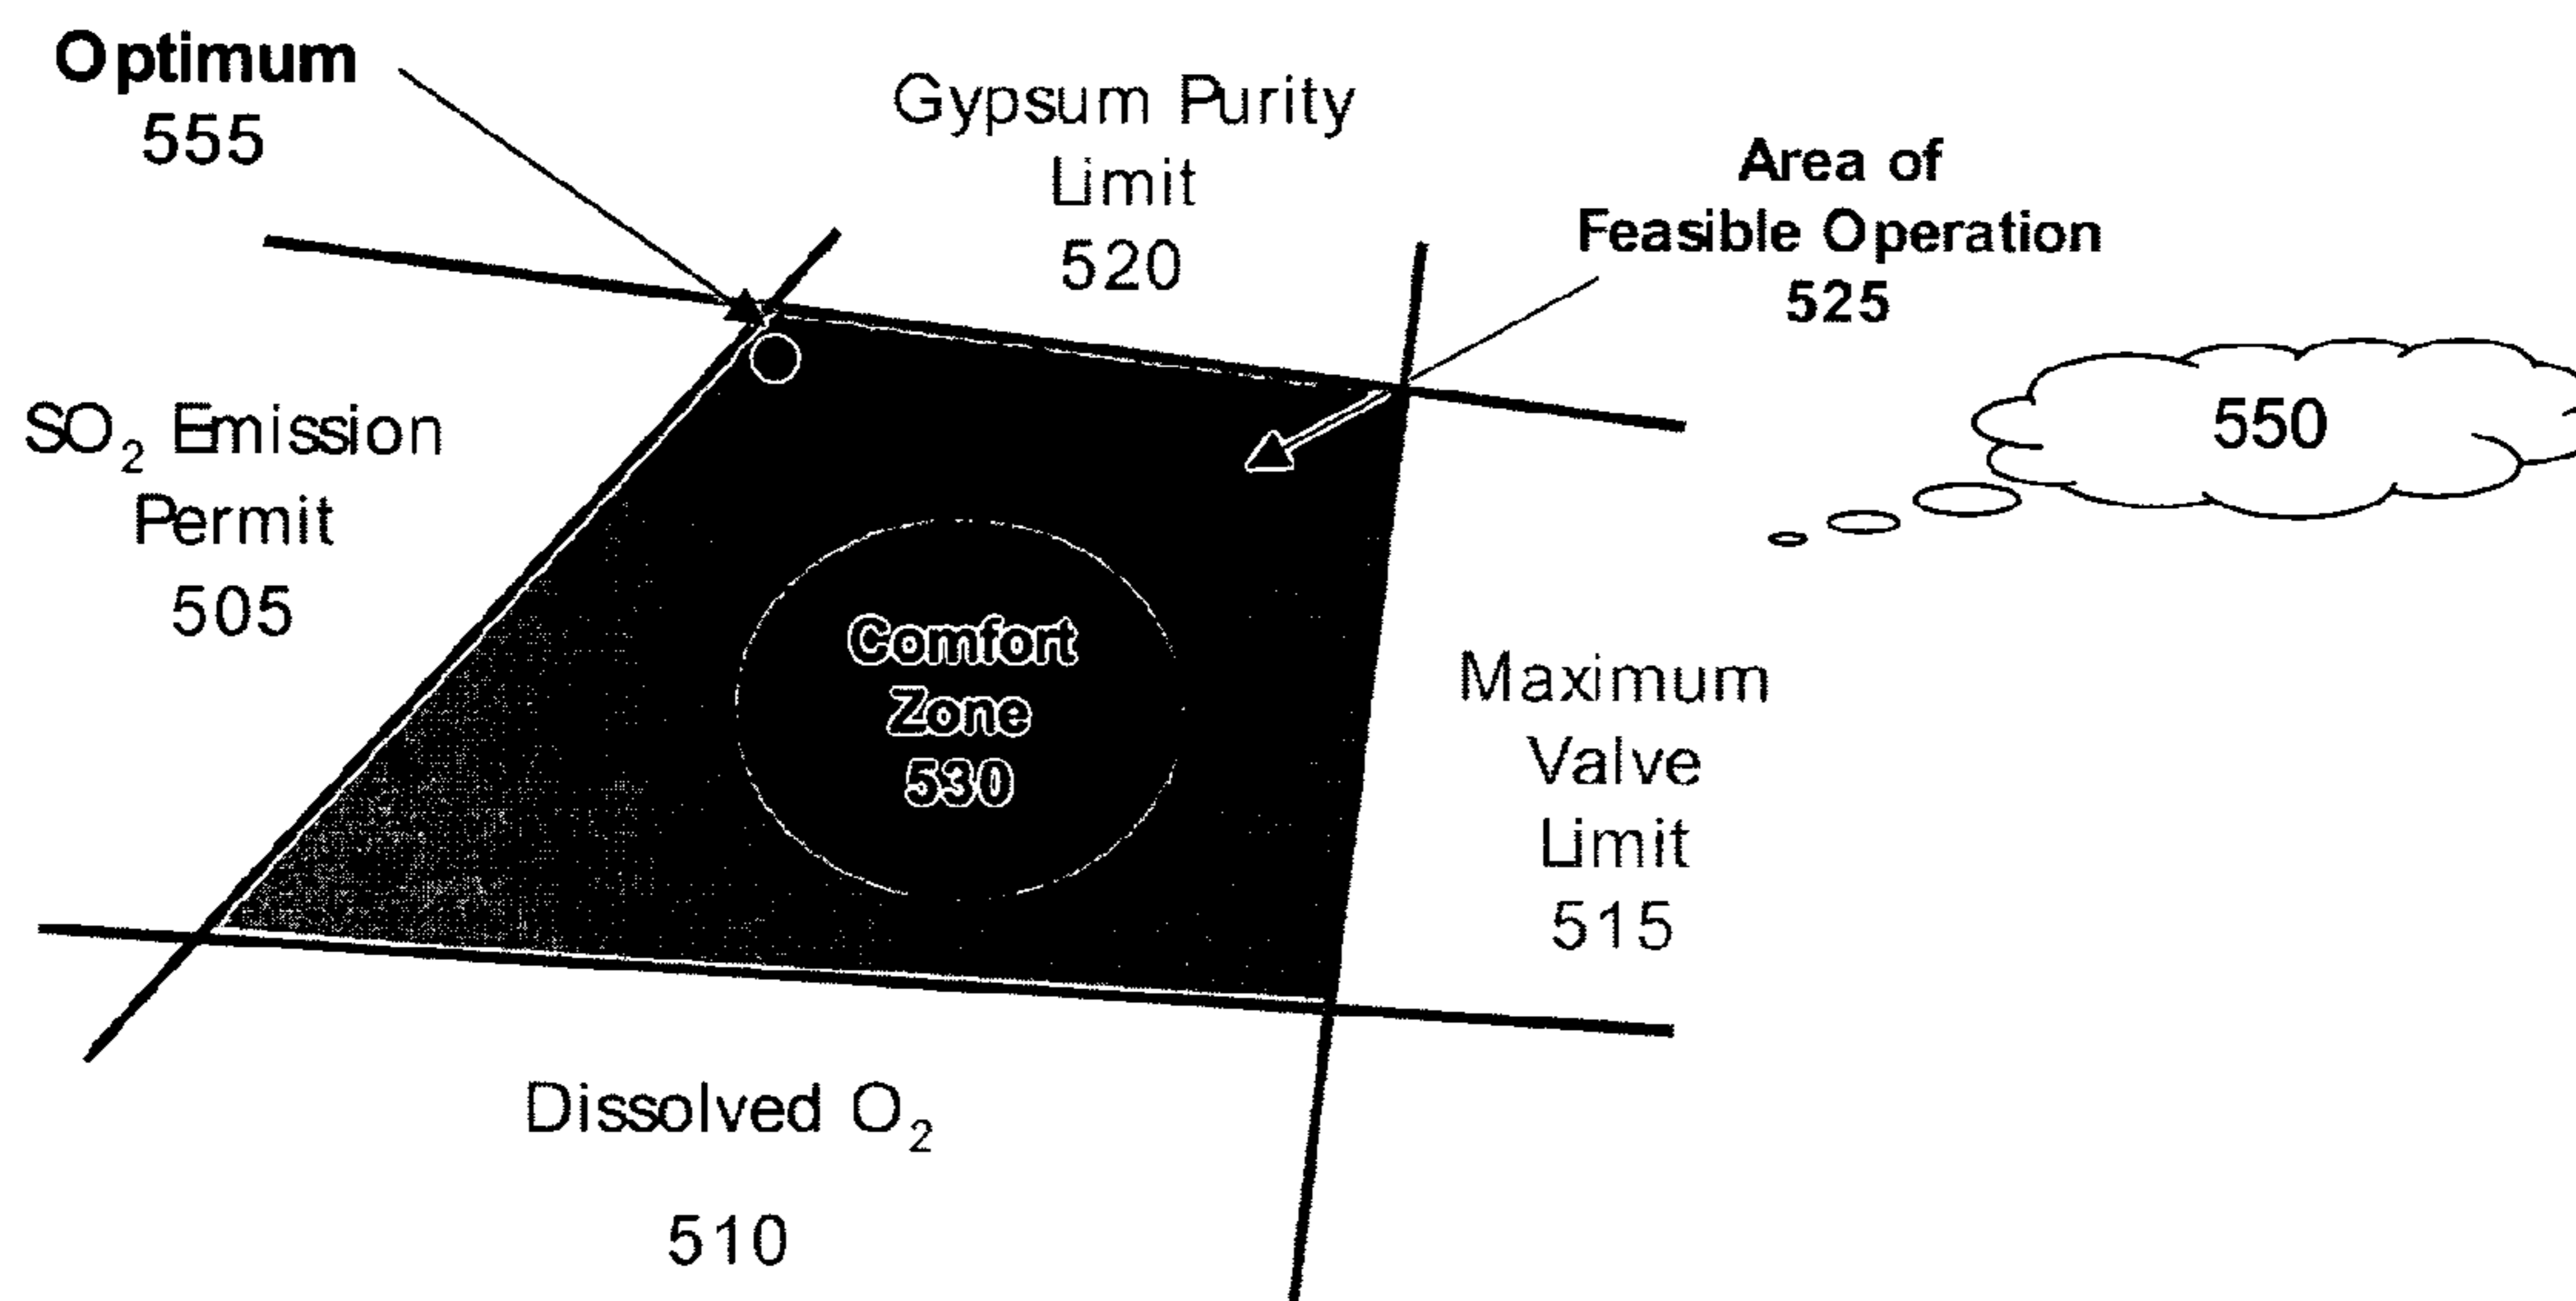 Optimum
555
Gypsum Purity
Limit
520
Area of
Feasible Operation
525
550
SO₂ Emission
Permit
505
Comfort
Zone
530
Maximum
Valve
Limit
515
Dissolved O₂
510